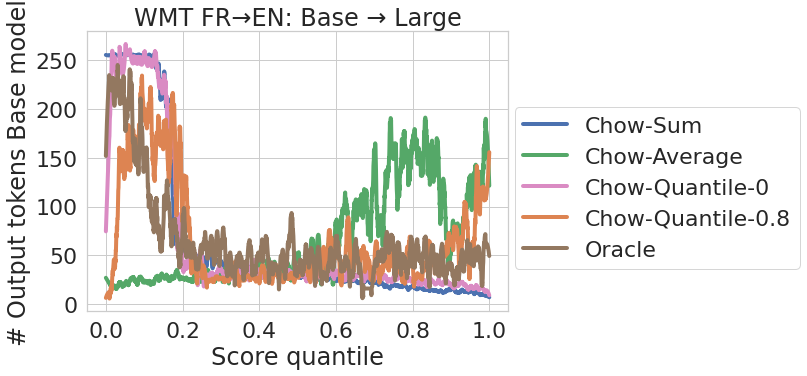 WMT FR→EN: Base → Large
# Output tokens Base model
250
200
150
100
50
0
0.0 0.2 0.4 0.6 0.8 1.0
Score quantile
Chow-Sum
Chow-Average
Chow-Quantile-0
Chow-Quantile-0.8
Oracle